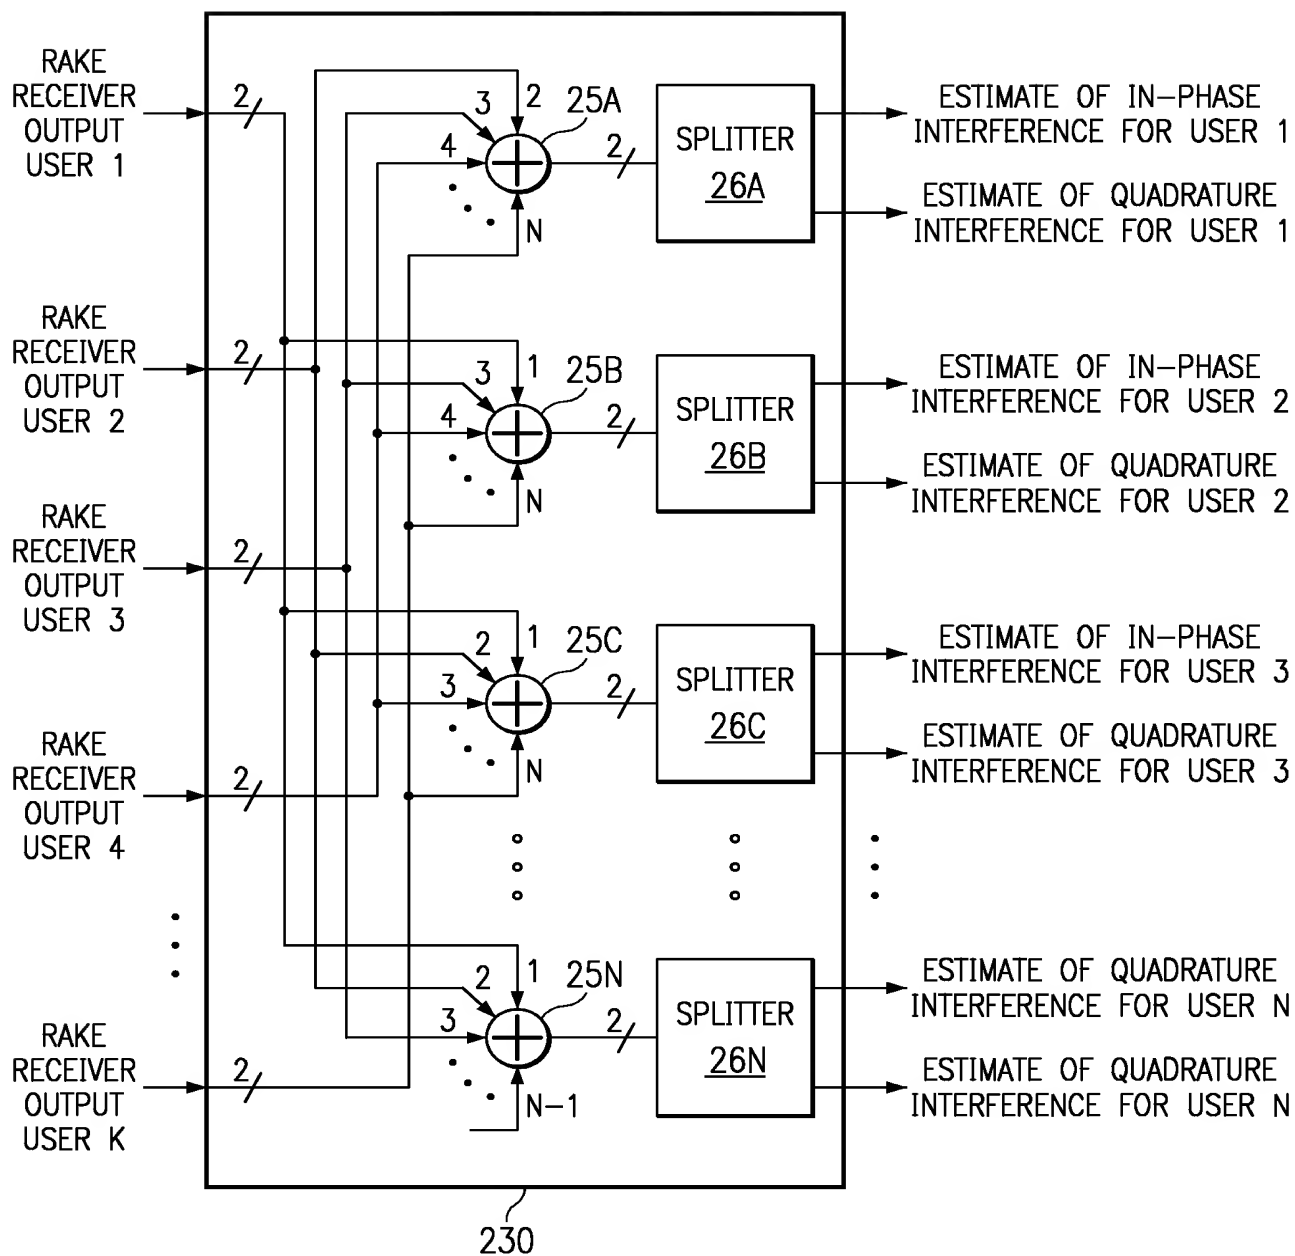 RAKE
RECEIVER
OUTPUT
USER 1
2
2
3
4
N
25A
2
SPLITTER
26A
ESTIMATE OF IN-PHASE
INTERFERENCE FOR USER 1
ESTIMATE OF QUADRATURE
INTERFERENCE FOR USER 1
RAKE
RECEIVER
OUTPUT
USER 2
2
1
3
4
N
25B
2
SPLITTER
26B
ESTIMATE OF IN-PHASE
INTERFERENCE FOR USER 2
ESTIMATE OF QUADRATURE
INTERFERENCE FOR USER 2
RAKE
RECEIVER
OUTPUT
USER 3
2
1
2
3
N
25C
2
SPLITTER
26C
ESTIMATE OF IN-PHASE
INTERFERENCE FOR USER 3
ESTIMATE OF QUADRATURE
INTERFERENCE FOR USER 3
RAKE
RECEIVER
OUTPUT
USER 4
2
RAKE
RECEIVER
OUTPUT
USER K
2
1
2
3
N-1
25N
2
SPLITTER
26N
ESTIMATE OF QUADRATURE
INTERFERENCE FOR USER N
ESTIMATE OF QUADRATURE
INTERFERENCE FOR USER N
230